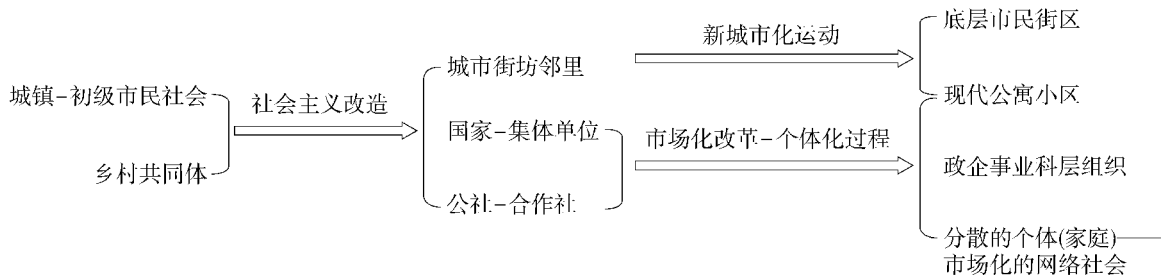 城镇-初级市民社会
乡村共同体
社会主义改造
城市街坊邻里
国家-集体单位
公社-合作社
新城市化运动
市场化改革-个体化过程
底层市民街区
现代公寓小区
政企事业科层组织
分散的个体(家庭)——
市场化的网络社会